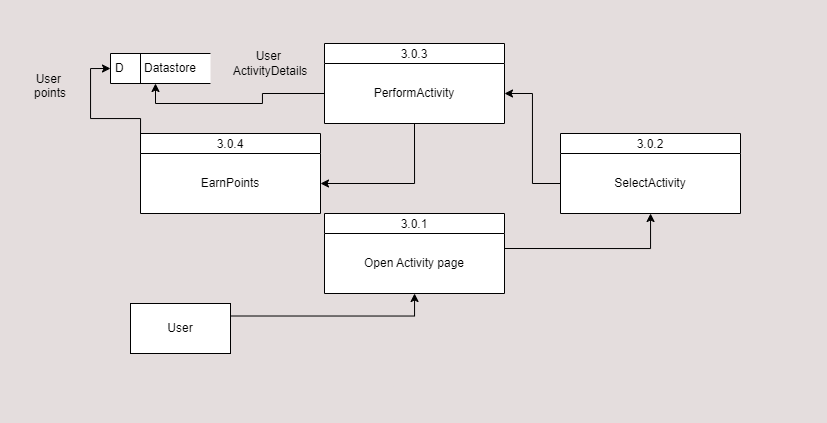 3.0.3
User
ActivityDetails
D
Datastore
PerformActivity
User
points
3.0.4
EarnPoints
3.0.2
SelectActivity
3.0.1
Open Activity page
User